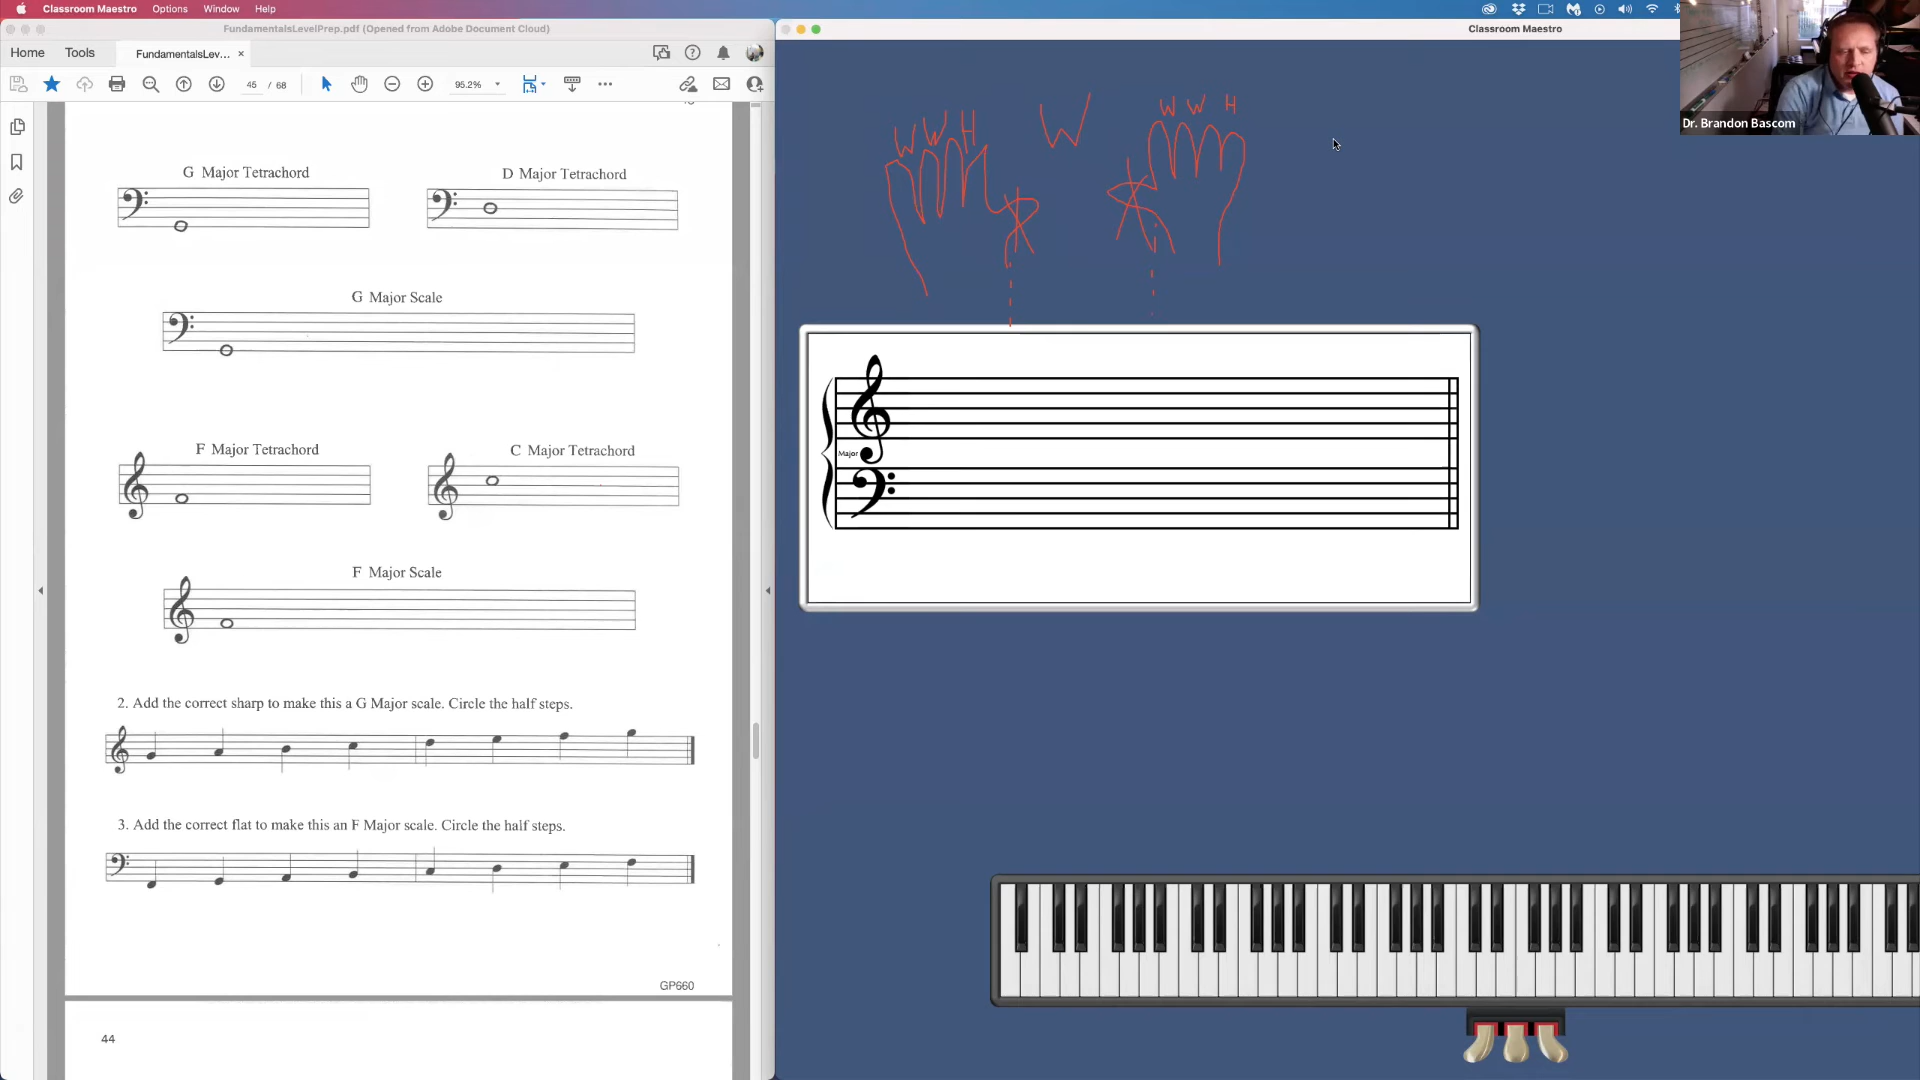 Classroom Maestro Options Window Help
FundamentalsLevelPrep.pdf (Opened from Adobe Document Cloud)
Classroom Maestro
Home Tools FundamentalsLev... ×
45 / 68 95.2%
G Major Tetrachord
D Major Tetrachord
G Major Scale
F Major Tetrachord
C Major Tetrachord
F Major Scale
2. Add the correct sharp to make this a G Major scale. Circle the half steps.
3. Add the correct flat to make this an F Major scale. Circle the half steps.
GP660
44
W W H W W W H
Major
Dr. Brandon Bascom